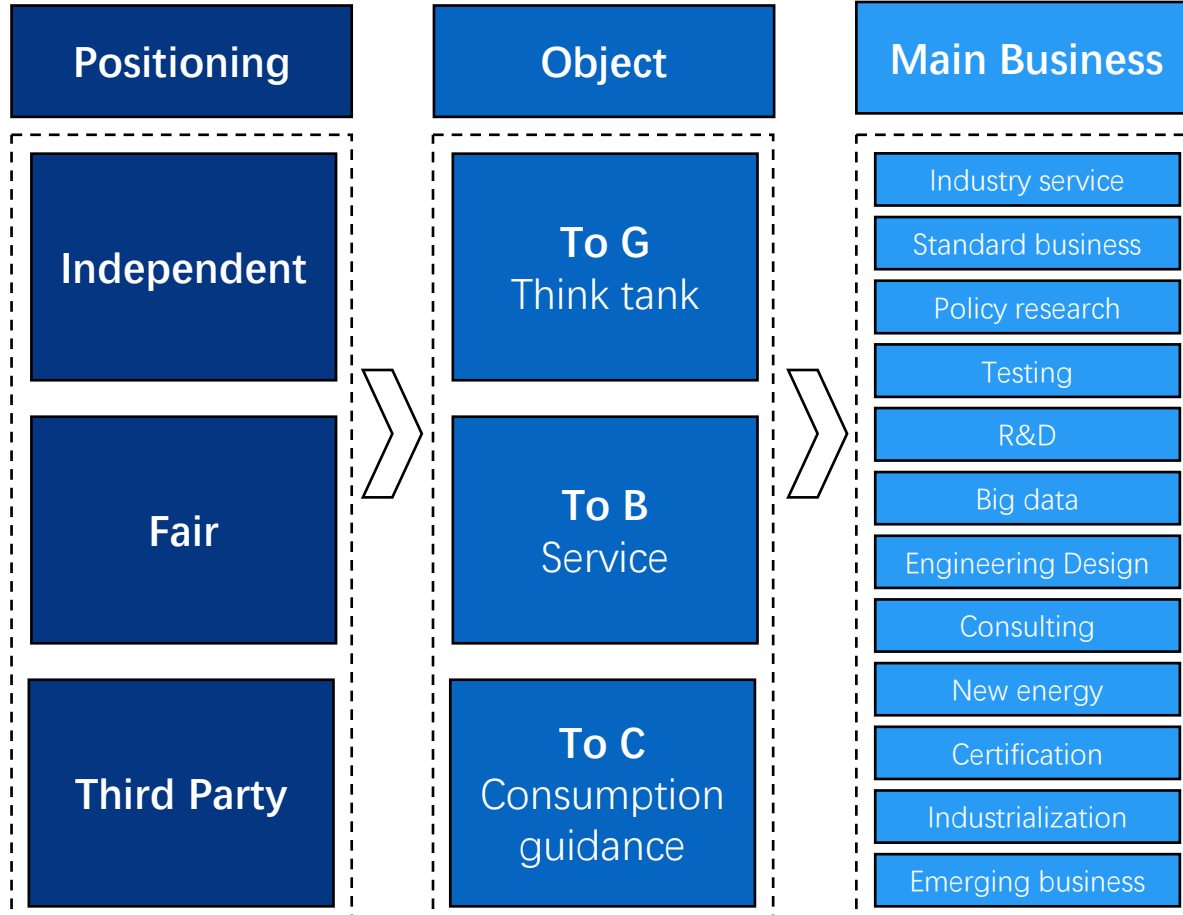 Positioning
Independent
Fair
Third Party
Object
To G
Think tank
To B
Service
To C
Consumption
guidance
Main Business
Industry service
Standard business
Policy research
Testing
R&D
Big data
Engineering Design
Consulting
New energy
Certification
Industrialization
Emerging business